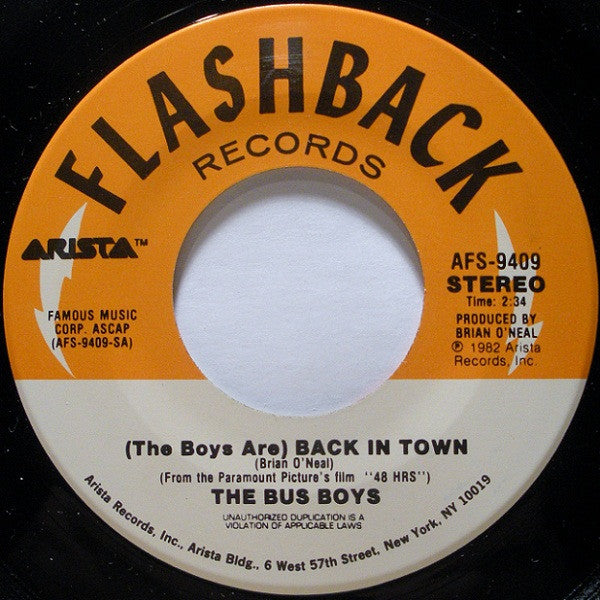 FLASHBACK
RECORDS
ARISTA™
FAMOUS MUSIC
CORP. ASCAP
(AFS-9409-SA)
AFS-9409
STEREO
Time: 2:34
PRODUCED BY
BRIAN O'NEAL
℗ 1982 Arista
Records, Inc.
(The Boys Are) BACK IN TOWN
(Brian O'Neal)
(From the Paramount Picture's film "48 HRS")
THE BUS BOYS
UNAUTHORIZED DUPLICATION IS A
VIOLATION OF APPLICABLE LAWS
Arista Records, Inc., Arista Bldg., 6 West 57th Street, New York, NY 10019